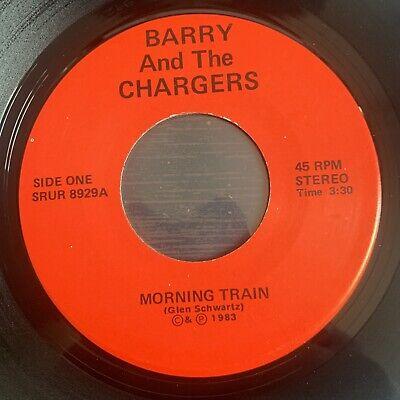 BARRY
And The
CHARGERS
SIDE ONE
SRUR 8929A
45 RPM
STEREO
Time 3:30
MORNING TRAIN
(Glen Schwartz)
©& ℗ 1983